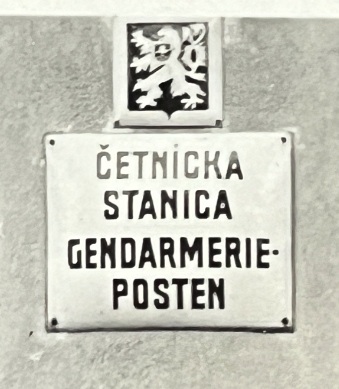 ČETNÍCKA
STANICA
GENDARMERIE-
POSTEN